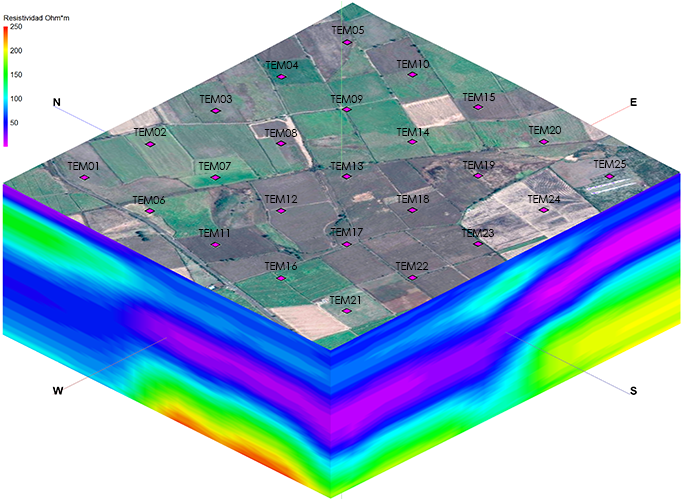 Resistividad Ohm*m
250
200
150
100
50
TEM05
TEM04
TEM10
TEM03
TEM09
TEM15
N
E
TEM02
TEM08
TEM14
TEM20
TEM01
TEM07
TEM13
TEM19
TEM25
TEM06
TEM12
TEM18
TEM24
TEM11
TEM17
TEM23
TEM16
TEM22
TEM21
W
S